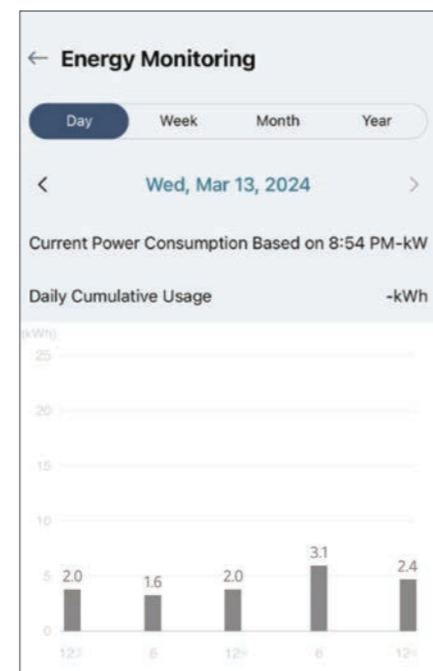 ← Energy Monitoring
Day Week Month Year
< Wed, Mar 13, 2024 >
Current Power Consumption Based on 8:54 PM-kW
Daily Cumulative Usage -kWh
(kWh)
25
20
15
10
5
2.0 1.6 2.0 3.1 2.4
0
6 6